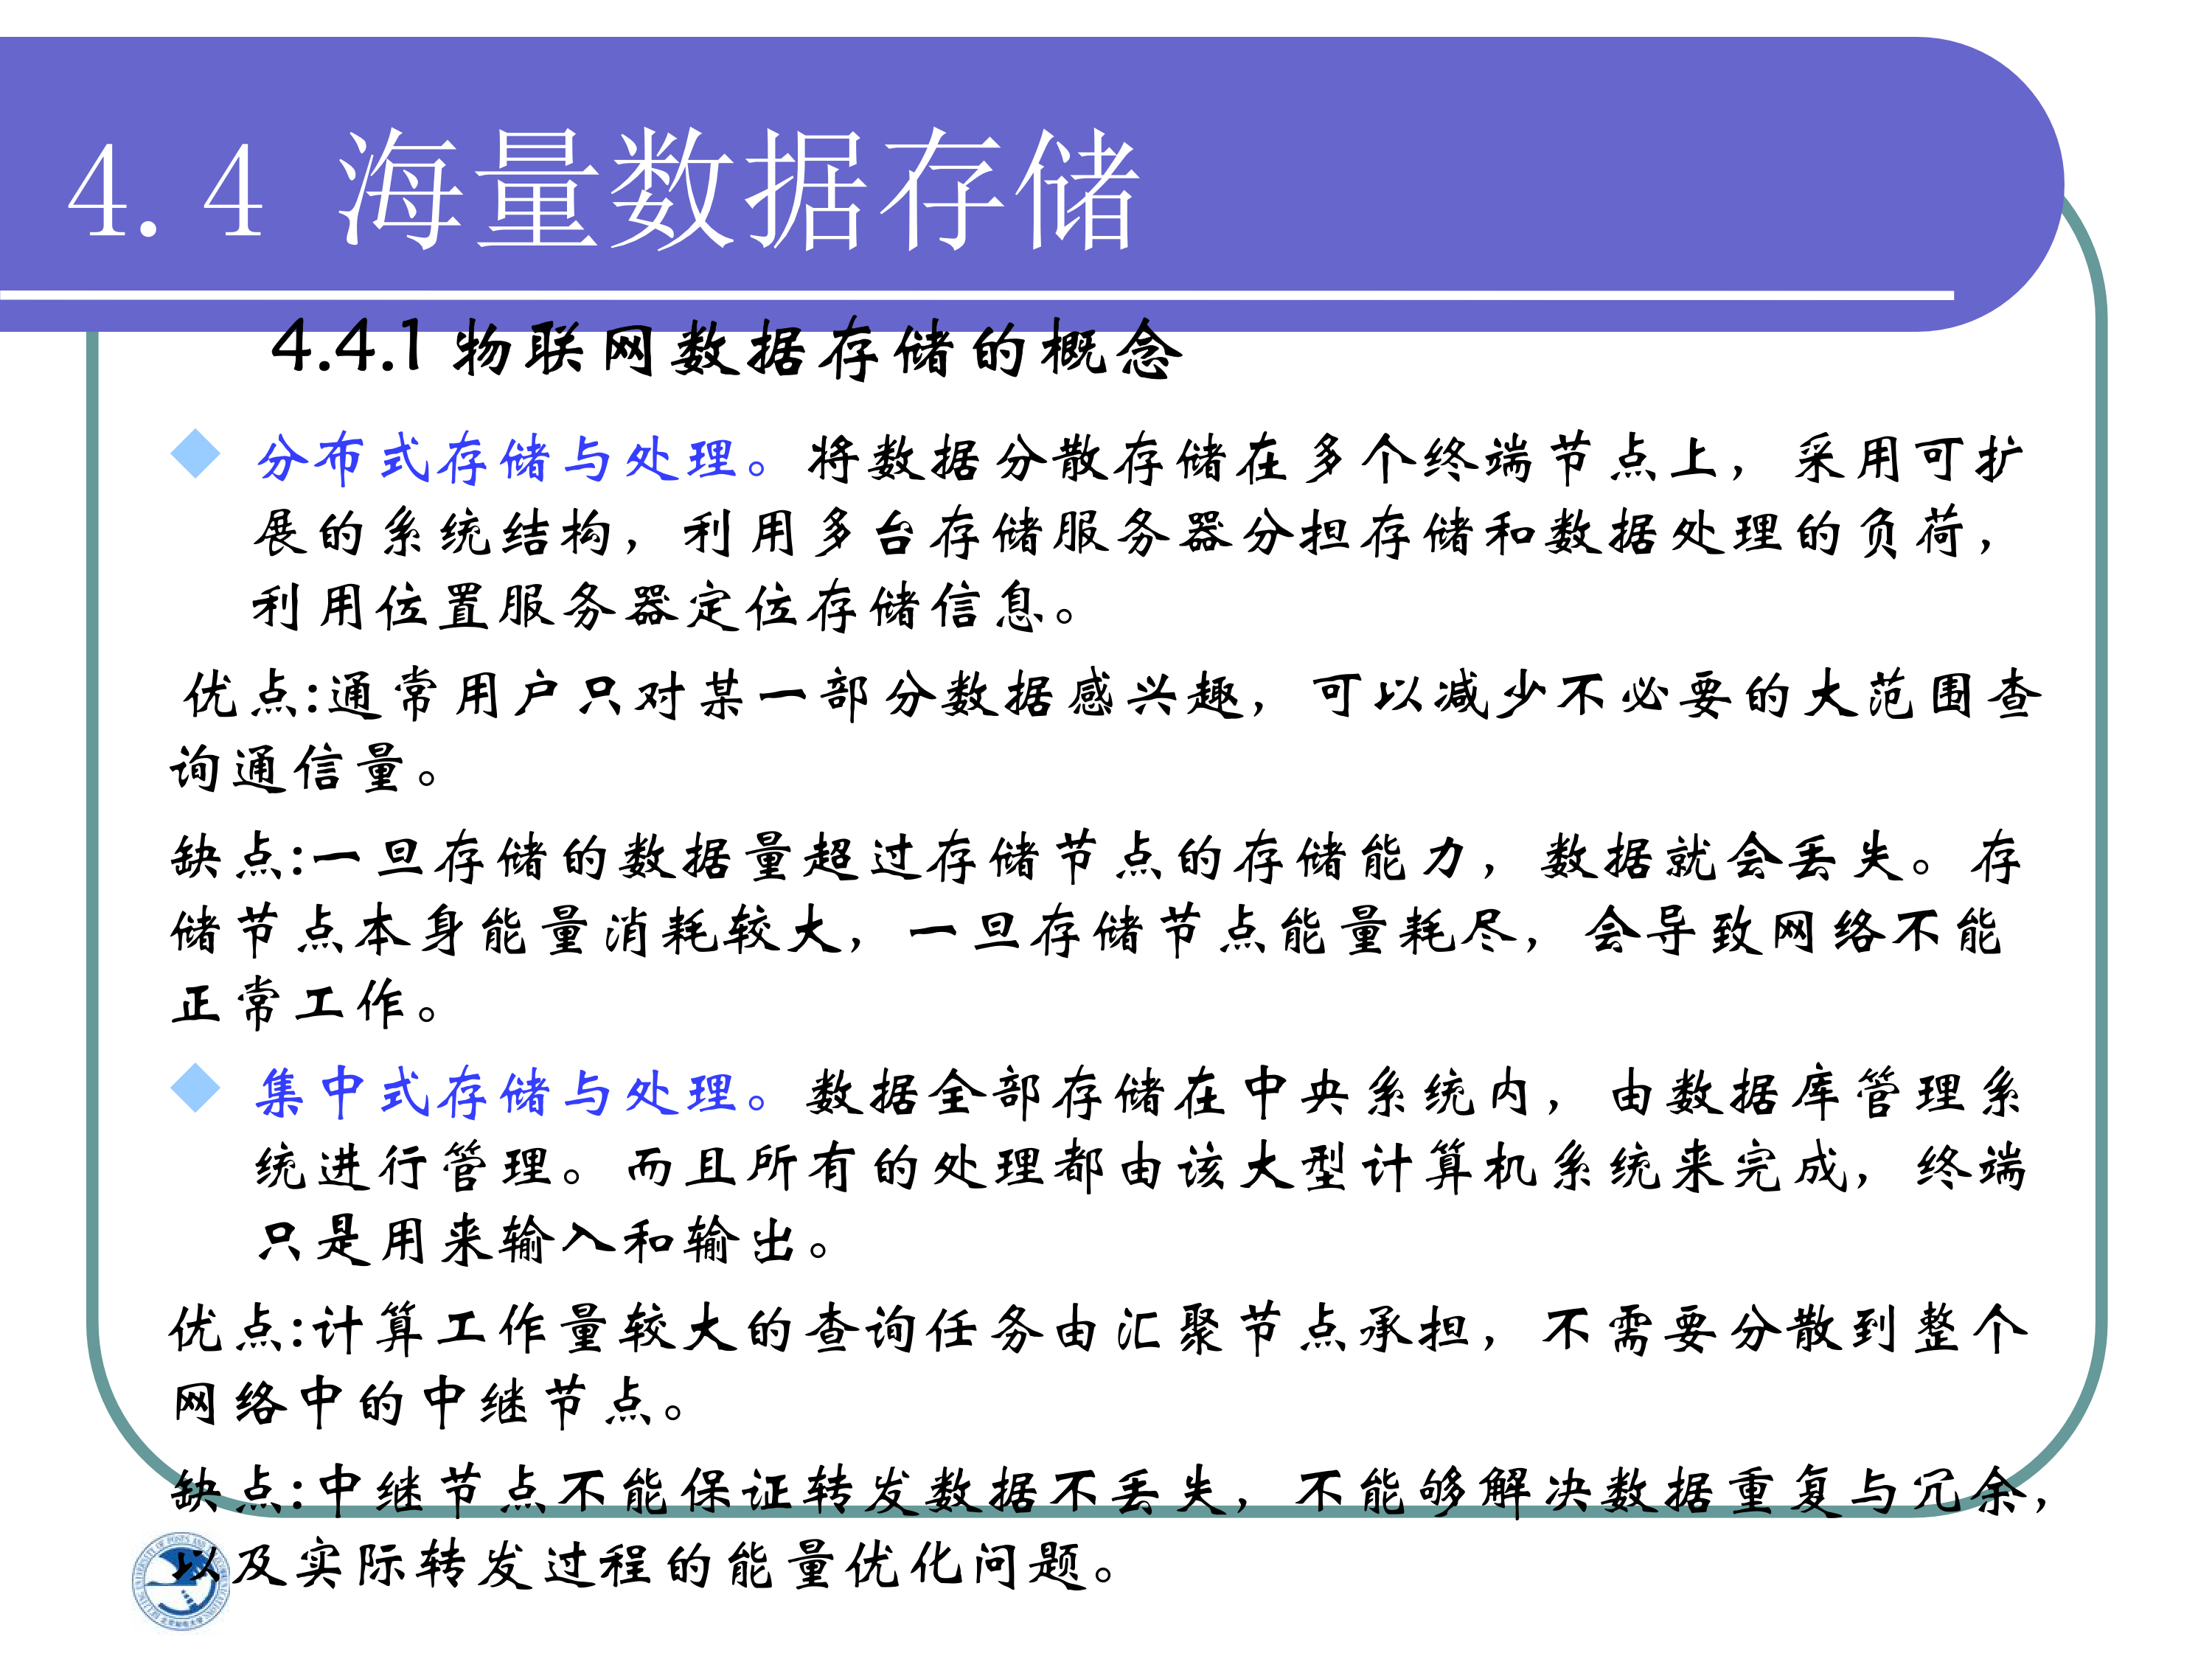 4.4 海量数据存储
4.4.1 物联网数据存储的概念
分布式存储与处理。将数据分散存储在多个终端节点上，采用可扩
展的系统结构，利用多台存储服务器分担存储和数据处理的负荷，
利用位置服务器定位存储信息。
优点:通常用户只对某一部分数据感兴趣，可以减少不必要的大范围查
询通信量。
缺点:一旦存储的数据量超过存储节点的存储能力，数据就会丢失。存
储节点本身能量消耗较大，一旦存储节点能量耗尽，会导致网络不能
正常工作。
集中式存储与处理。数据全部存储在中央系统内，由数据库管理系
统进行管理。而且所有的处理都由该大型计算机系统来完成，终端
只是用来输入和输出。
优点:计算工作量较大的查询任务由汇聚节点承担，不需要分散到整个
网络中的中继节点。
缺点:中继节点不能保证转发数据不丢失，不能够解决数据重复与冗余，
以及实际转发过程的能量优化问题。